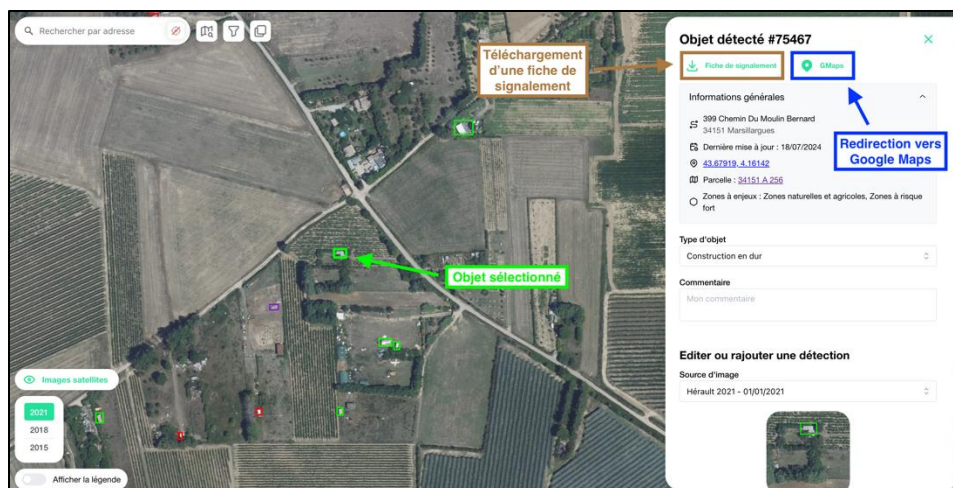 Rechercher par adresse
Téléchargement
d'une fiche de
signalement
Objet sélectionné
Images satellites
2021
2018
2015
Afficher la légende
Objet détecté #75467
Fiche de signalement
GMaps
Redirection vers
Google Maps
Informations générales
399 Chemin Du Moulin Bernard
34151 Marsillargues
Dernière mise à jour : 18/07/2024
43.67919, 4.16142
Parcelle : 34151 A 256
Zones à enjeux : Zones naturelles et agricoles, Zones à risque
fort
Type d'objet
Construction en dur
Commentaire
Mon commentaire
Editer ou rajouter une détection
Source d'image
Hérault 2021 - 01/01/2021